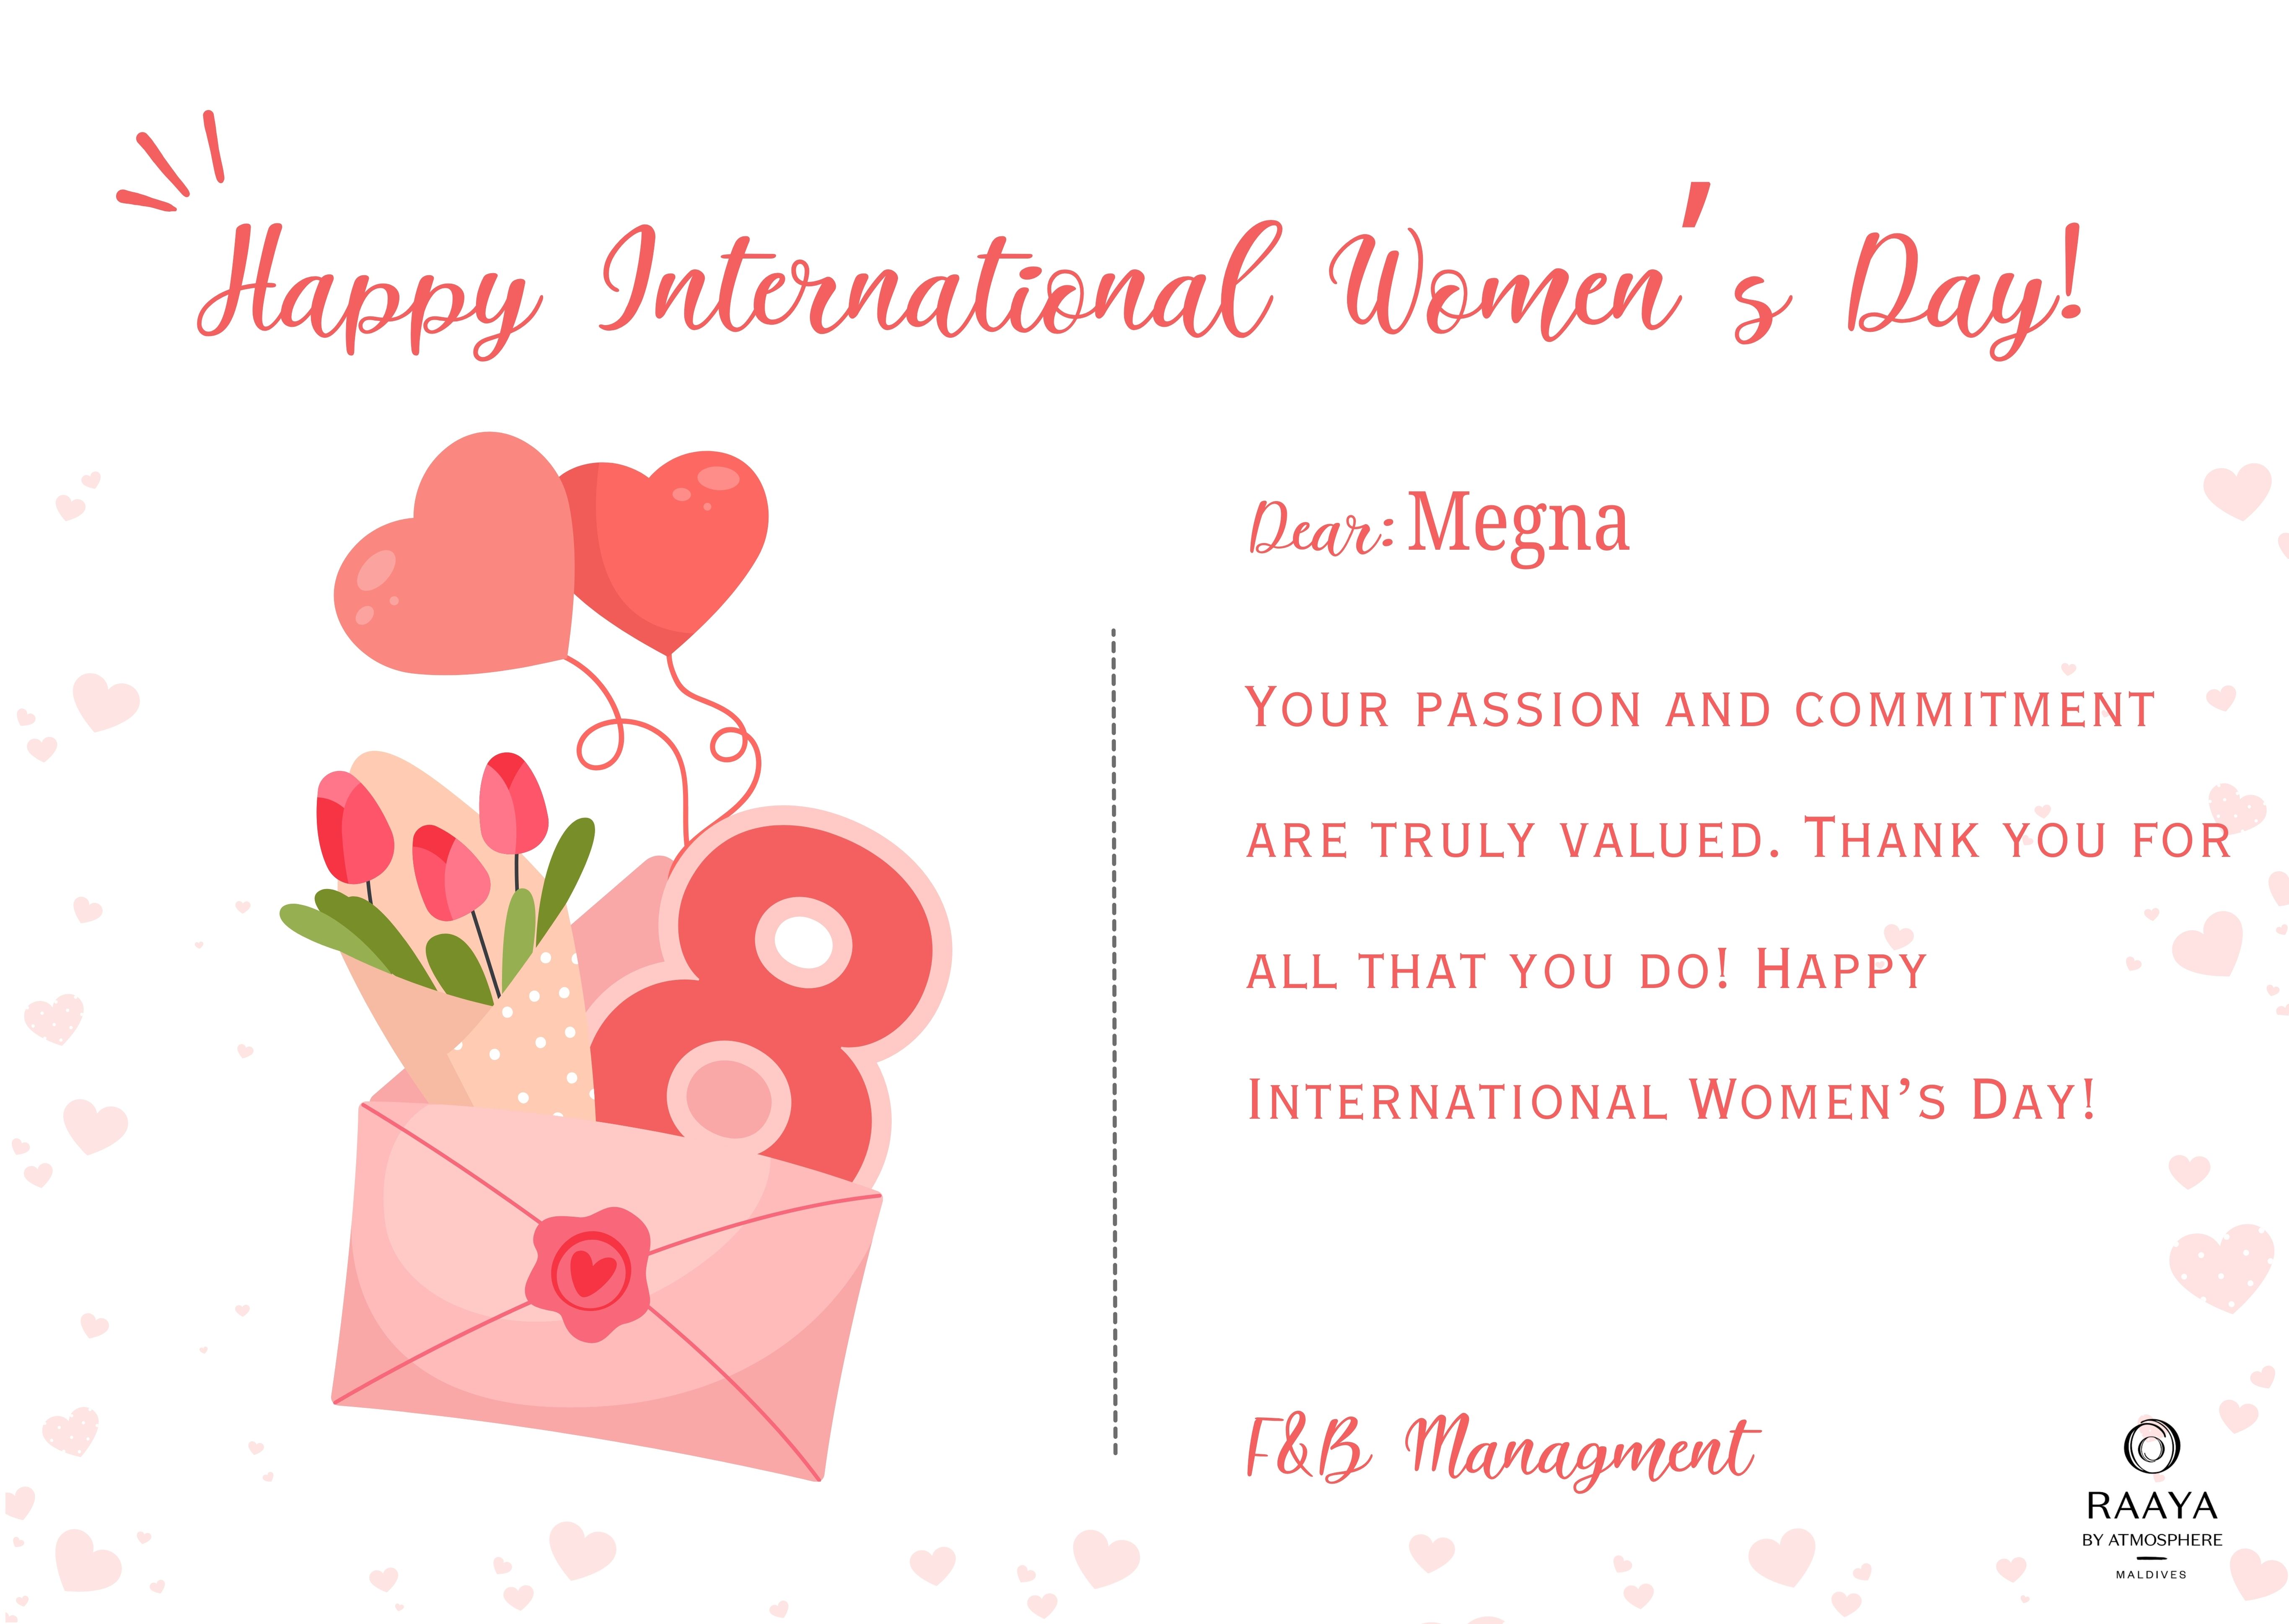 Happy International Women's Day!
Dear: Megna
Your passion and commitment
are truly valued. Thank you for
all that you do! Happy
International Women’s Day!
F&B Managment
RAAYA
BY ATMOSPHERE
MALDIVES